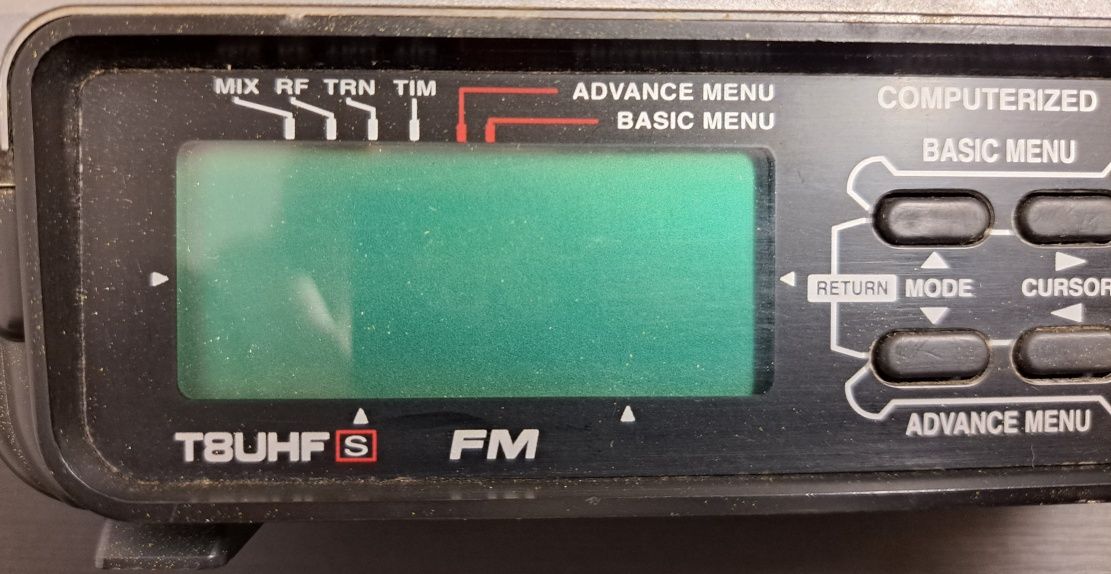 MIX RF TRN TIM
ADVANCE MENU
BASIC MENU
COMPUTERIZED
BASIC MENU
RETURN MODE CURSOR
ADVANCE MENU
T8UHF S FM